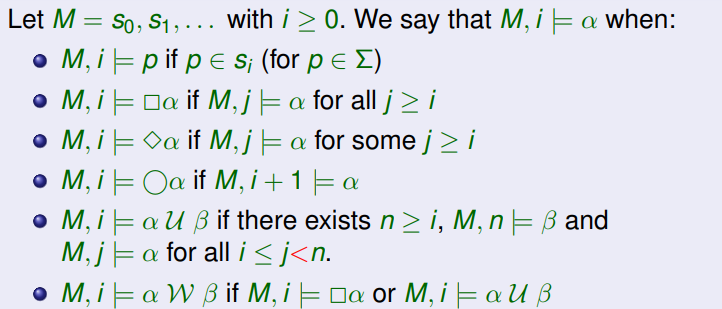 Let M = s₀, s₁, … with i ≥ 0. We say that M, i ⊨ α when:
M, i ⊨ p if p ∈ sᵢ (for p ∈ Σ)
M, i ⊨ □α if M, j ⊨ α for all j ≥ i
M, i ⊨ ◇α if M, j ⊨ α for some j ≥ i
M, i ⊨ ◯α if M, i + 1 ⊨ α
M, i ⊨ α 𝒰 β if there exists n ≥ i, M, n ⊨ β and
M, j ⊨ α for all i ≤ j<n.
M, i ⊨ α 𝒲 β if M, i ⊨ □α or M, i ⊨ α 𝒰 β